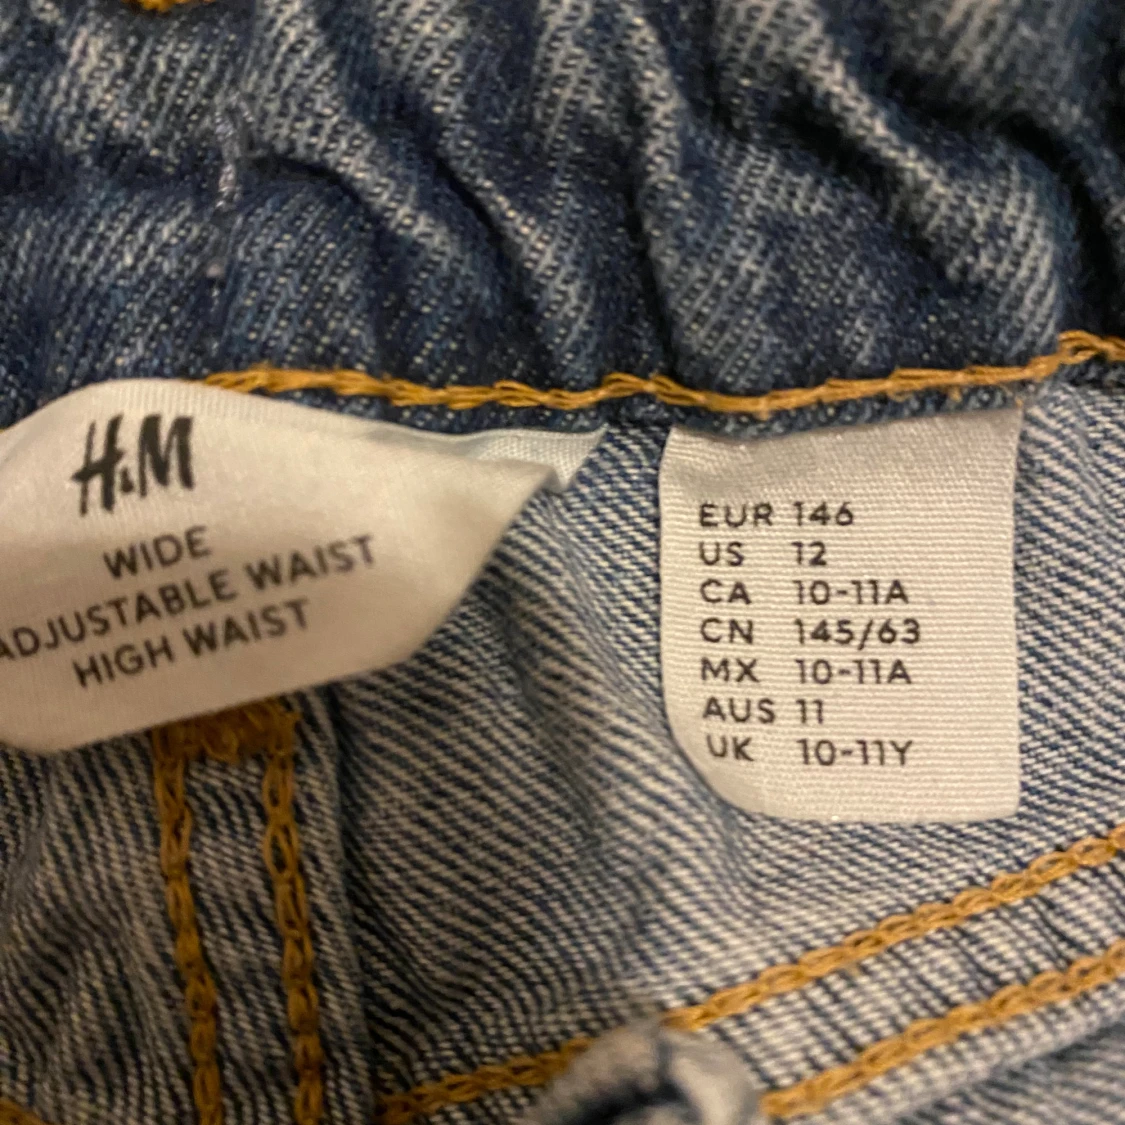 H&M
WIDE
ADJUSTABLE WAIST
HIGH WAIST
EUR 146
US 12
CA 10-11A
CN 145/63
MX 10-11A
AUS 11
UK 10-11Y